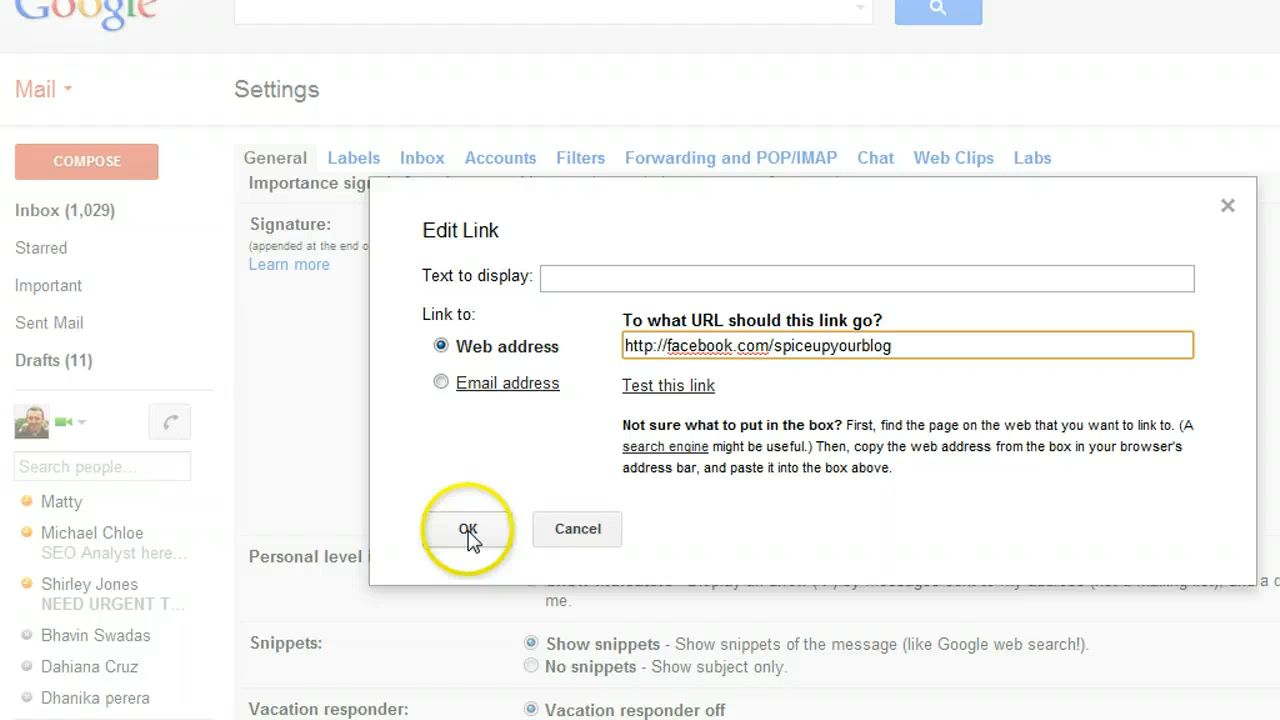 Google
Mail
Settings
COMPOSE
General Labels Inbox Accounts Filters Forwarding and POP/IMAP Chat Web Clips Labs
Importance
Inbox (1,029)
Starred
Important
Sent Mail
Drafts (11)
Search people...
Matty
Michael Chloe
SEO Analyst here...
Shirley Jones
NEED URGENT T...
Bhavin Swadas
Dahiana Cruz
Dhanika perera
Signature:
(appended at the end
Learn more
Edit Link
×
Text to display:
Link to:
Web address
Email address
To what URL should this link go?
http://facebook.com/spiceupyourblog
Test this link
Not sure what to put in the box? First, find the page on the web that you want to link to. (A
search engine might be useful.) Then, copy the web address from the box in your browser's
address bar, and paste it into the box above.
OK Cancel
Personal level
me.
Snippets:
Show snippets - Show snippets of the message (like Google web search!).
No snippets - Show subject only.
Vacation responder:
Vacation responder off